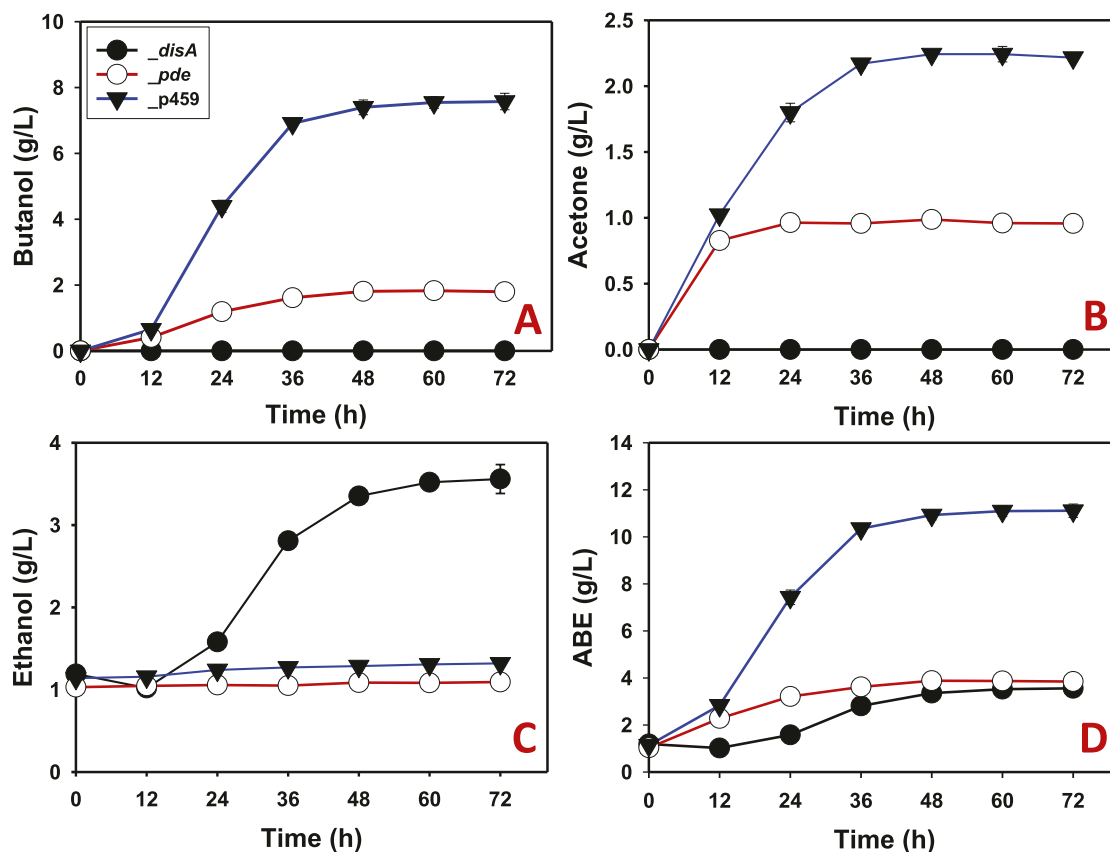 10
8
6
4
2
0
Butanol (g/L)
_disA
_pde
_p459
A
0 12 24 36 48 60 72
Time (h)
2.5
2.0
1.5
1.0
0.5
0.0
Acetone (g/L)
B
0 12 24 36 48 60 72
Time (h)
4
3
2
1
0
Ethanol (g/L)
C
0 12 24 36 48 60 72
Time (h)
14
12
10
8
6
4
2
0
ABE (g/L)
D
0 12 24 36 48 60 72
Time (h)